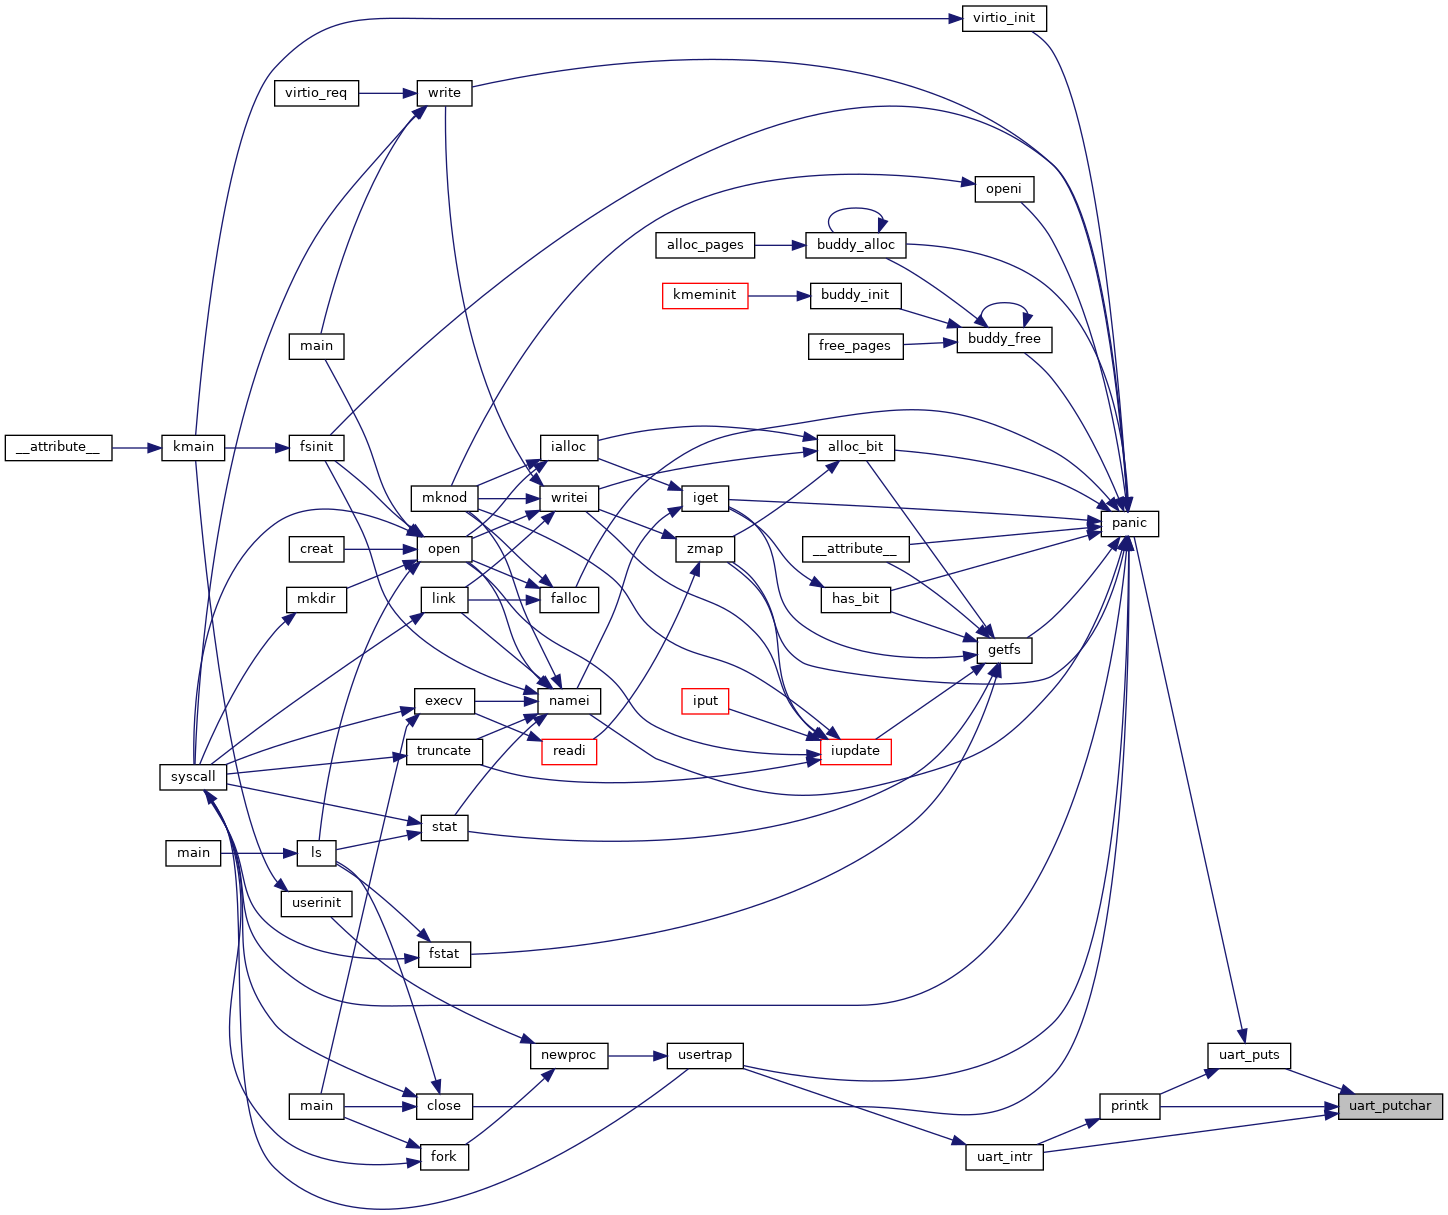 virtio_init
virtio_req
write
openi
alloc_pages
buddy_alloc
kmeminit
buddy_init
buddy_free
free_pages
main
__attribute__
kmain
fsinit
ialloc
alloc_bit
mknod
writei
iget
panic
creat
open
zmap
__attribute__
mkdir
link
falloc
has_bit
getfs
execv
namei
iput
truncate
readi
iupdate
syscall
stat
main
ls
userinit
fstat
newproc
usertrap
uart_puts
main
close
printk
uart_putchar
fork
uart_intr